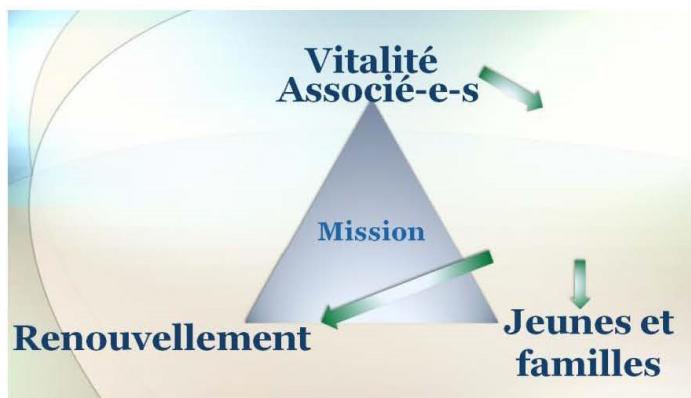 Vitalité
Associé-e-s
Mission
Renouvellement
Jeunes et
familles